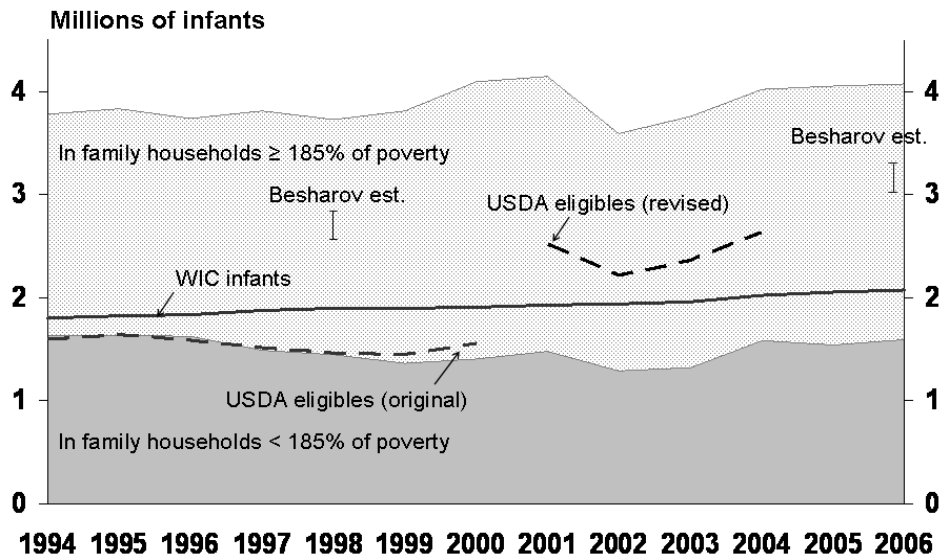 Millions of infants
4 4
In family households ≥ 185% of poverty
Besharov est.
3 3
Besharov est.
USDA eligibles (revised)
WIC infants
2 2
USDA eligibles (original)
1 1
In family households < 185% of poverty
0 0
1994 1995 1996 1997 1998 1999 2000 2001 2002 2003 2004 2005 2006